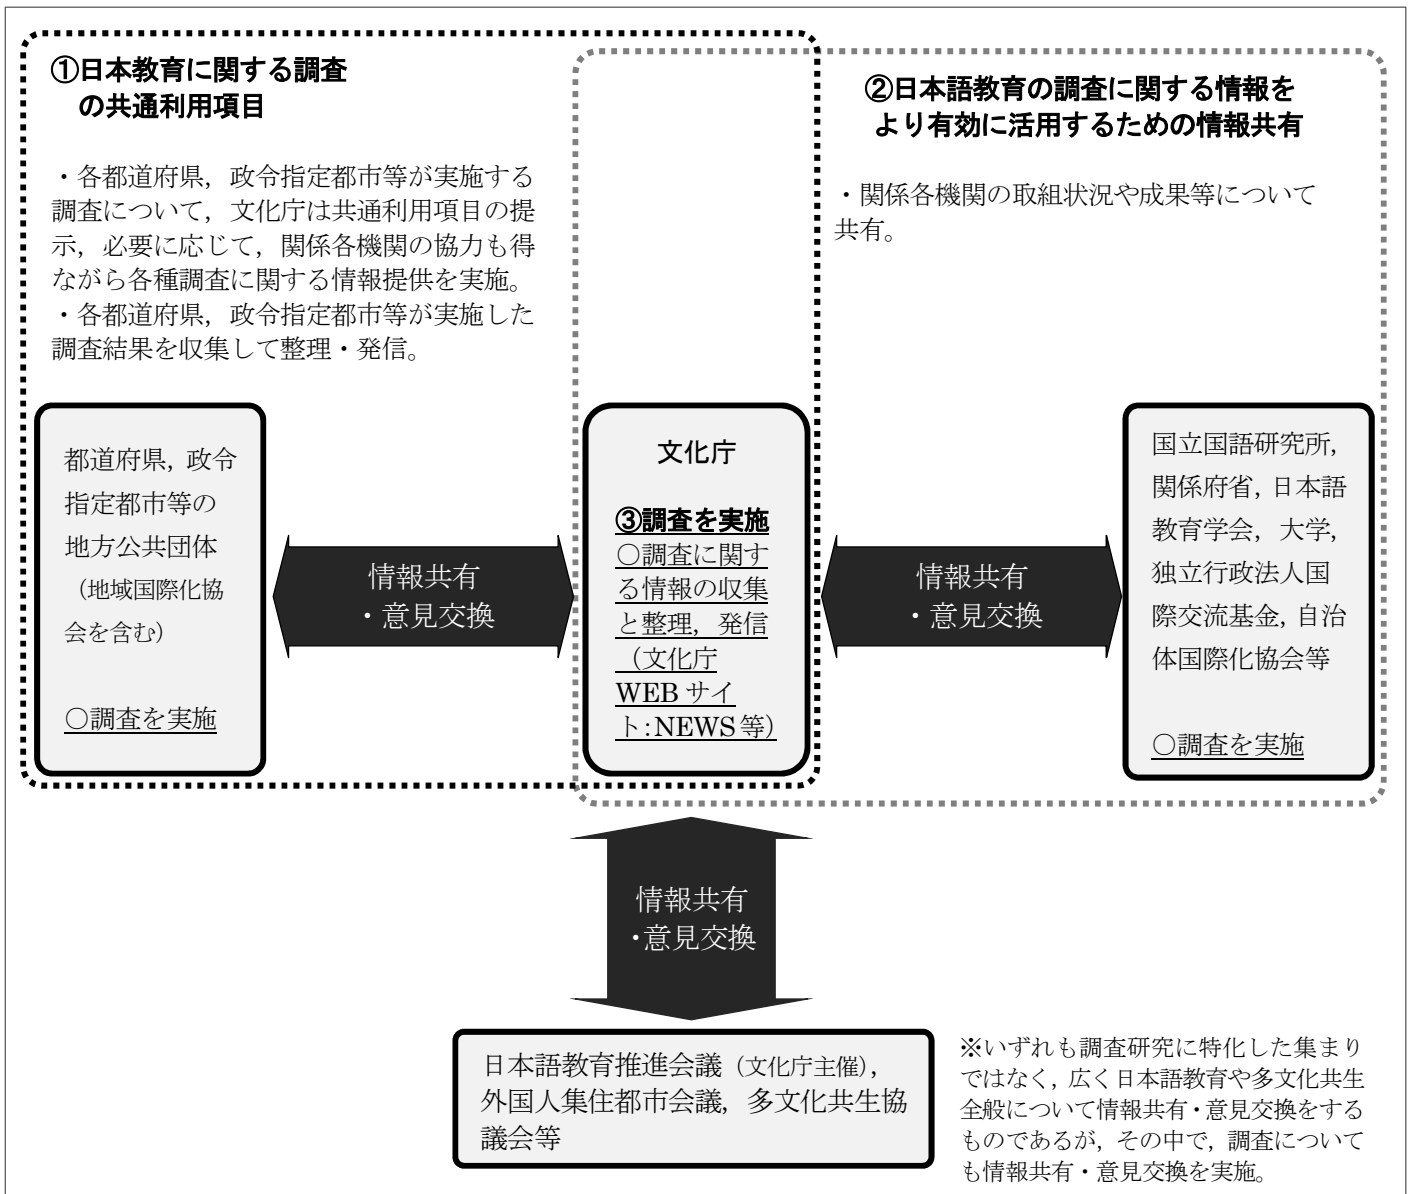 ①日本教育に関する調査
の共通利用項目
・各都道府県，政令指定都市等が実施する
調査について，文化庁は共通利用項目の提
示，必要に応じて，関係各機関の協力も得
ながら各種調査に関する情報提供を実施。
・各都道府県，政令指定都市等が実施した
調査結果を収集して整理・発信。
②日本語教育の調査に関する情報を
より有効に活用するための情報共有
・関係各機関の取組状況や成果等について
共有。
都道府県，政令
指定都市等の
地方公共団体
（地域国際化協
会を含む）
○調査を実施
情報共有
・意見交換
文化庁
③調査を実施
○調査に関す
る情報の収集
と整理，発信
（文化庁
WEB サイ
ト:NEWS 等）
情報共有
・意見交換
国立国語研究所，
関係府省，日本語
教育学会，大学，
独立行政法人国
際交流基金，自治
体国際化協会等
○調査を実施
情報共有
・意見交換
日本語教育推進会議（文化庁主催），
外国人集住都市会議，多文化共生協
議会等
※いずれも調査研究に特化した集まり
ではなく，広く日本語教育や多文化共生
全般について情報共有・意見交換をする
ものであるが，その中で，調査について
も情報共有・意見交換を実施。